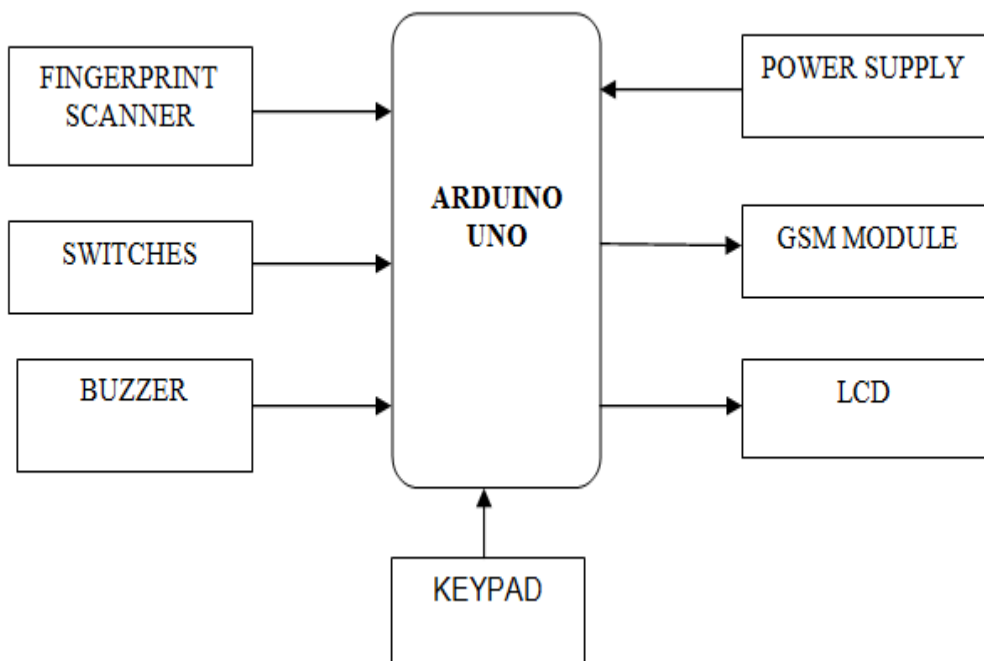 FINGERPRINT
SCANNER
SWITCHES
BUZZER
ARDUINO
UNO
POWER SUPPLY
GSM MODULE
LCD
KEYPAD